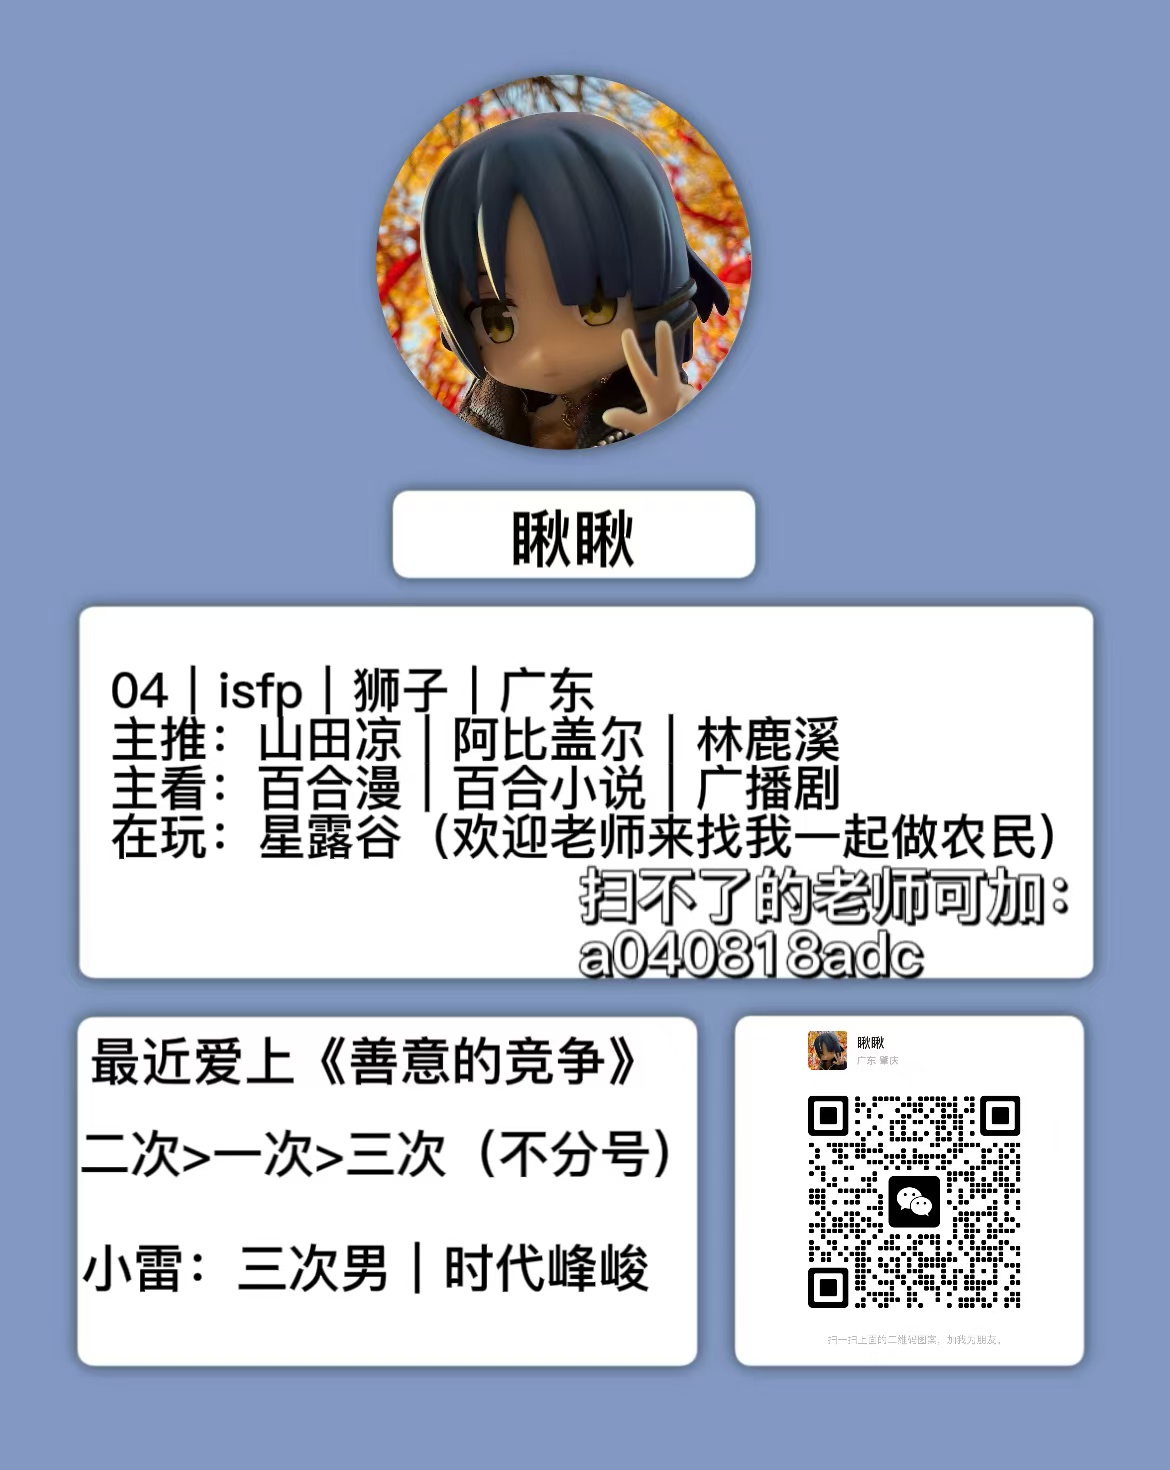 瞅瞅
04｜isfp｜狮子｜广东
主推：山田凉｜阿比盖尔｜林鹿溪
主看：百合漫｜百合小说｜广播剧
在玩：星露谷（欢迎老师来找我一起做农民）
扫不了的老师可加：
a040818adc
最近爱上《善意的竞争》
二次>一次>三次（不分号）
小雷：三次男｜时代峰峻
瞅瞅
广东 肇庆
扫一扫上面的二维码图案，加我为朋友。